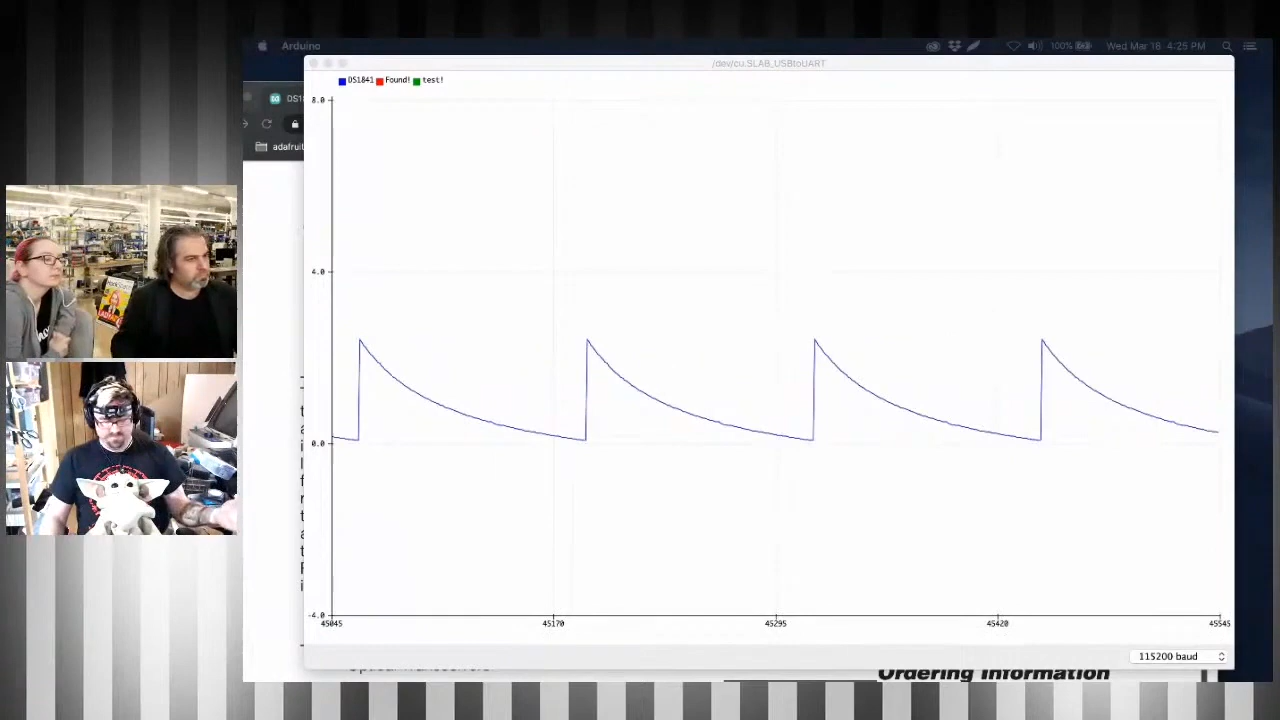 Arduino
100%
Wed Mar 18 4:25 PM
/dev/cu.SLAB_USBtoUART
DS1841 Found! test!
DS18
adafruit
8.0
4.0
0.0
-4.0
45045 45170 45295 45420 45545
115200 baud
Ordering Information